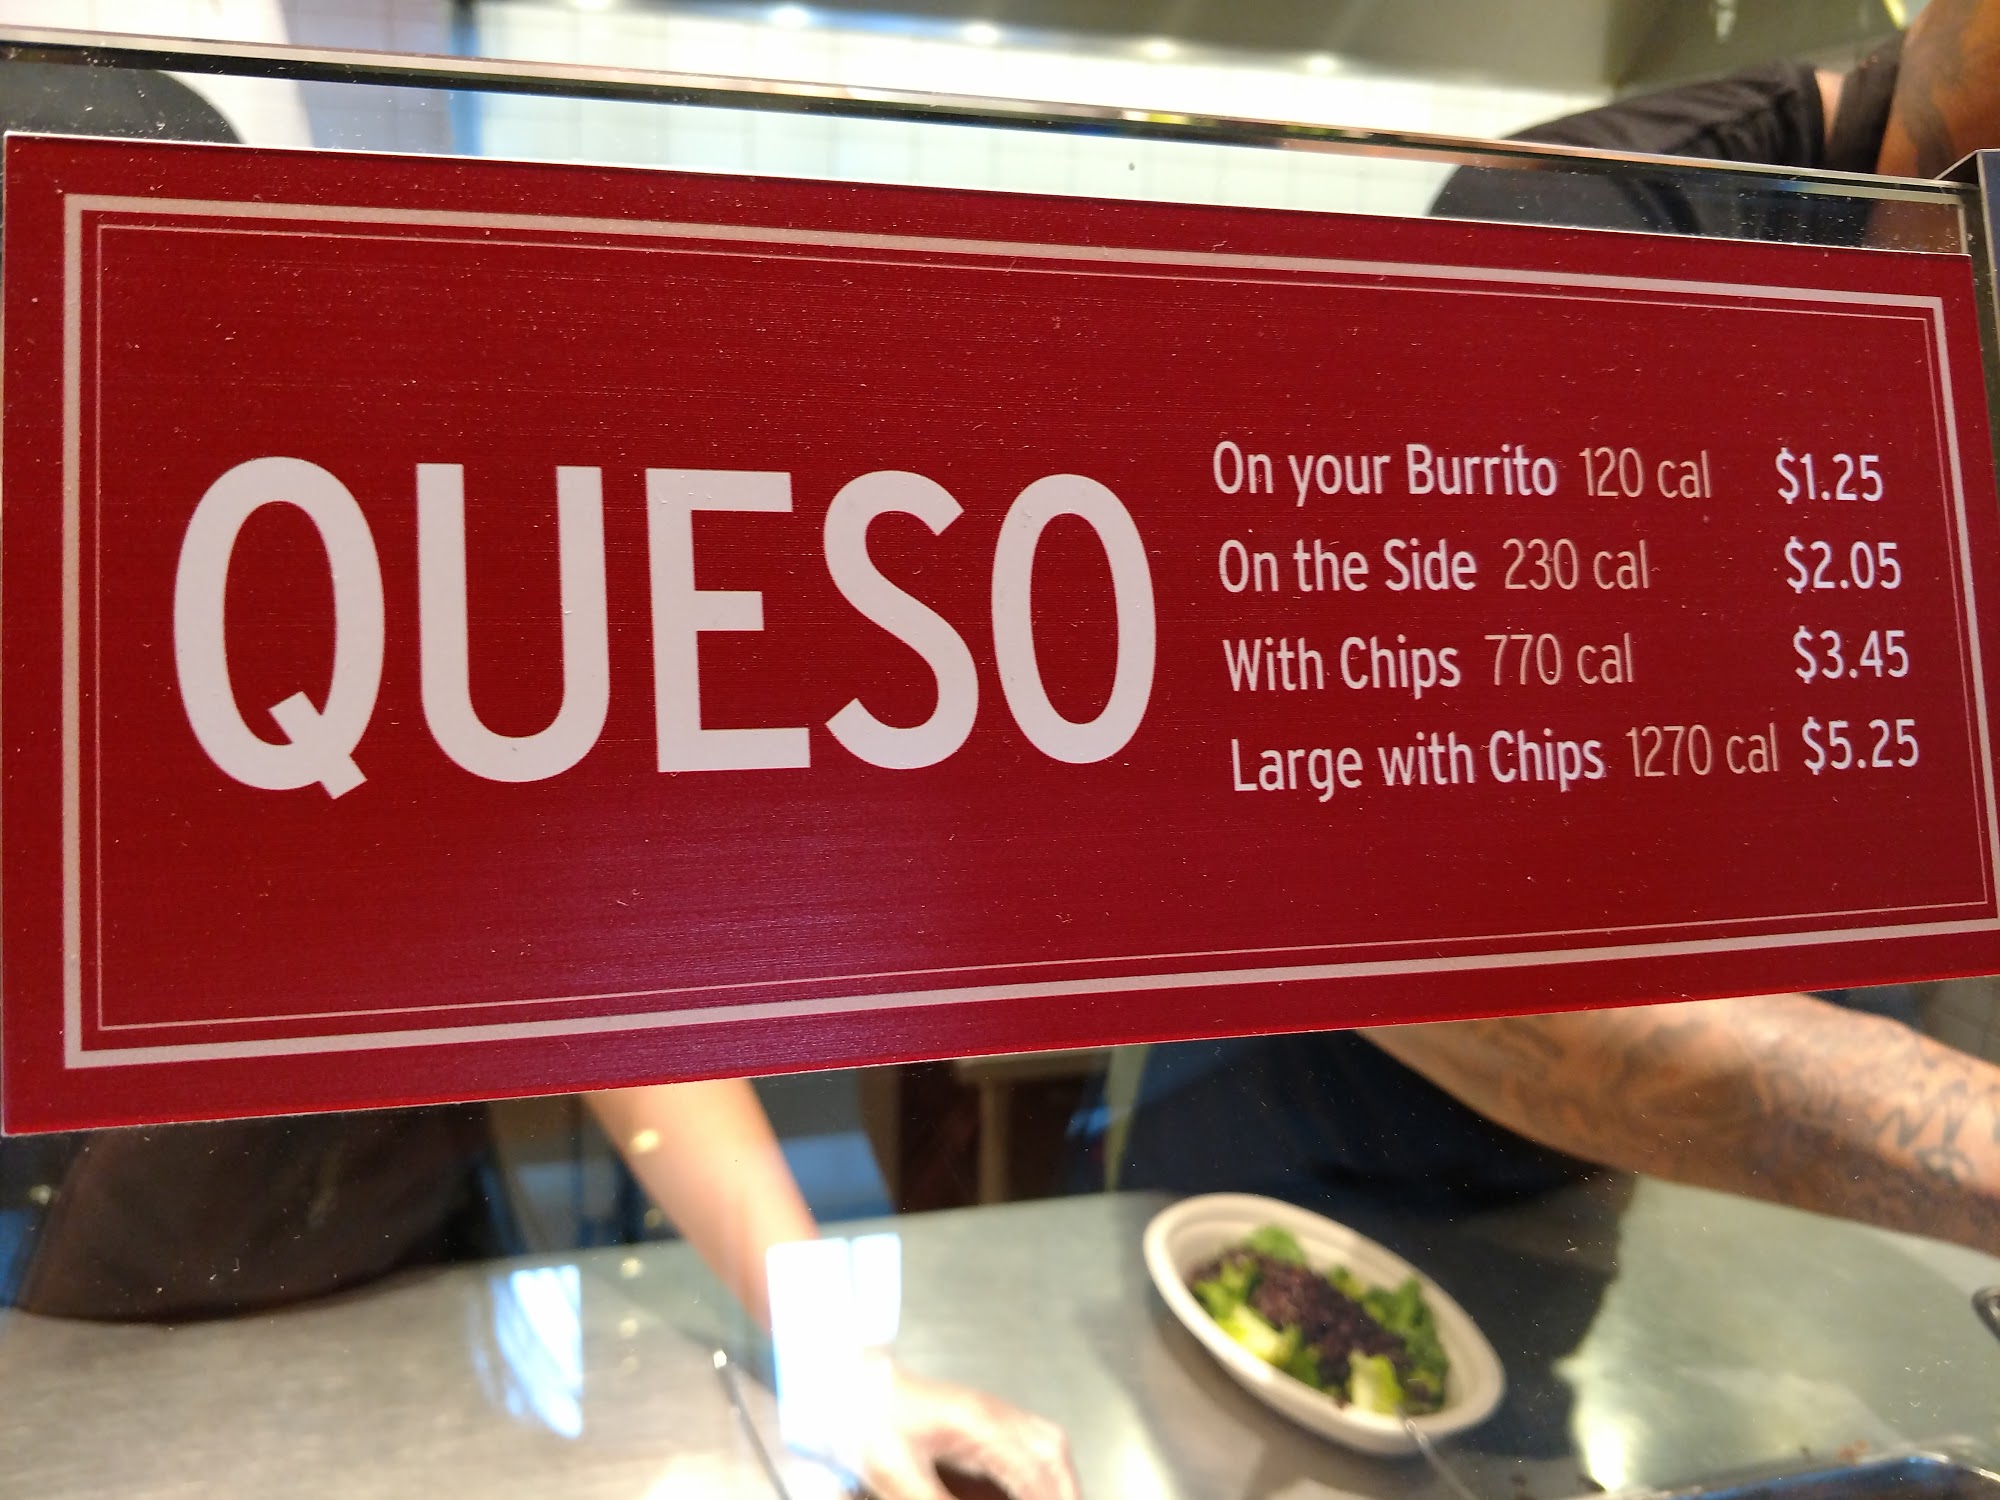 QUESO
On your Burrito 120 cal $1.25
On the Side 230 cal $2.05
With Chips 770 cal $3.45
Large with Chips 1270 cal $5.25